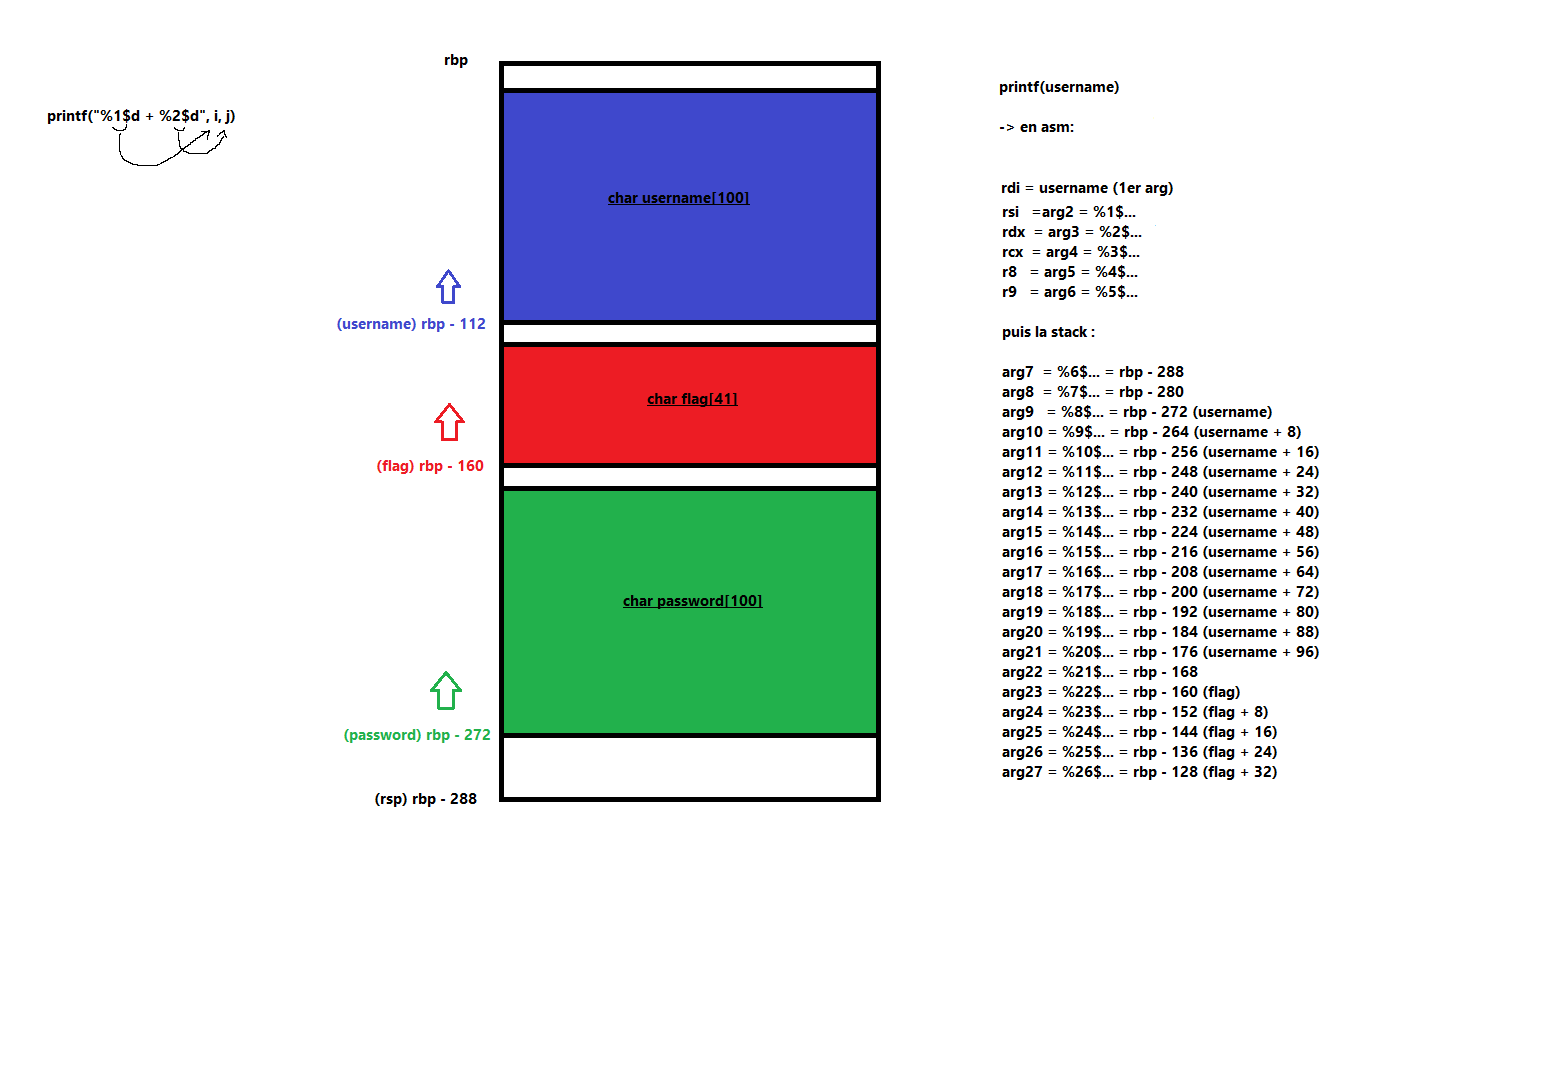 printf("%1$d + %2$d", i, j)
rbp
char username[100]
(username) rbp - 112
char flag[41]
(flag) rbp - 160
char password[100]
(password) rbp - 272
(rsp) rbp - 288
printf(username)
-> en asm:
rdi = username (1er arg)
rsi =arg2 = %1$...
rdx = arg3 = %2$...
rcx = arg4 = %3$...
r8 = arg5 = %4$...
r9 = arg6 = %5$...
puis la stack :
arg7 = %6$... = rbp - 288
arg8 = %7$... = rbp - 280
arg9 = %8$... = rbp - 272 (username)
arg10 = %9$... = rbp - 264 (username + 8)
arg11 = %10$... = rbp - 256 (username + 16)
arg12 = %11$... = rbp - 248 (username + 24)
arg13 = %12$... = rbp - 240 (username + 32)
arg14 = %13$... = rbp - 232 (username + 40)
arg15 = %14$... = rbp - 224 (username + 48)
arg16 = %15$... = rbp - 216 (username + 56)
arg17 = %16$... = rbp - 208 (username + 64)
arg18 = %17$... = rbp - 200 (username + 72)
arg19 = %18$... = rbp - 192 (username + 80)
arg20 = %19$... = rbp - 184 (username + 88)
arg21 = %20$... = rbp - 176 (username + 96)
arg22 = %21$... = rbp - 168
arg23 = %22$... = rbp - 160 (flag)
arg24 = %23$... = rbp - 152 (flag + 8)
arg25 = %24$... = rbp - 144 (flag + 16)
arg26 = %25$... = rbp - 136 (flag + 24)
arg27 = %26$... = rbp - 128 (flag + 32)